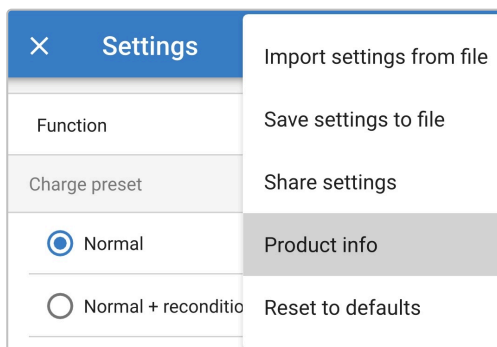 Settings
Function
Charge preset
Normal
Normal + reconditio
Import settings from file
Save settings to file
Share settings
Product info
Reset to defaults